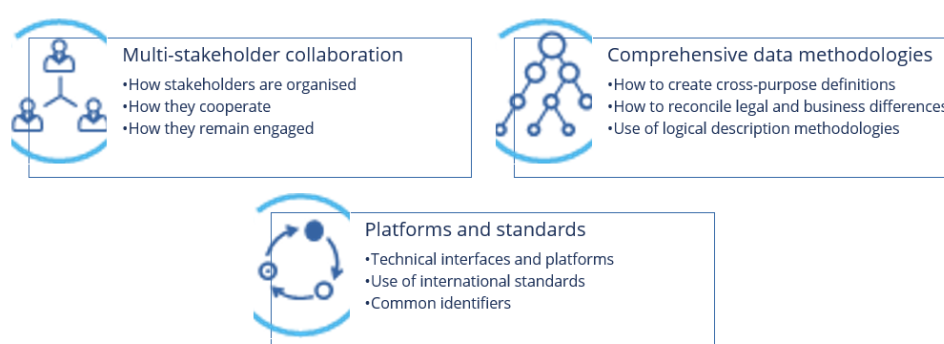 Multi-stakeholder collaboration
•How stakeholders are organised
•How they cooperate
•How they remain engaged
Comprehensive data methodologies
•How to create cross-purpose definitions
•How to reconcile legal and business differences
•Use of logical description methodologies
Platforms and standards
•Technical interfaces and platforms
•Use of international standards
•Common identifiers